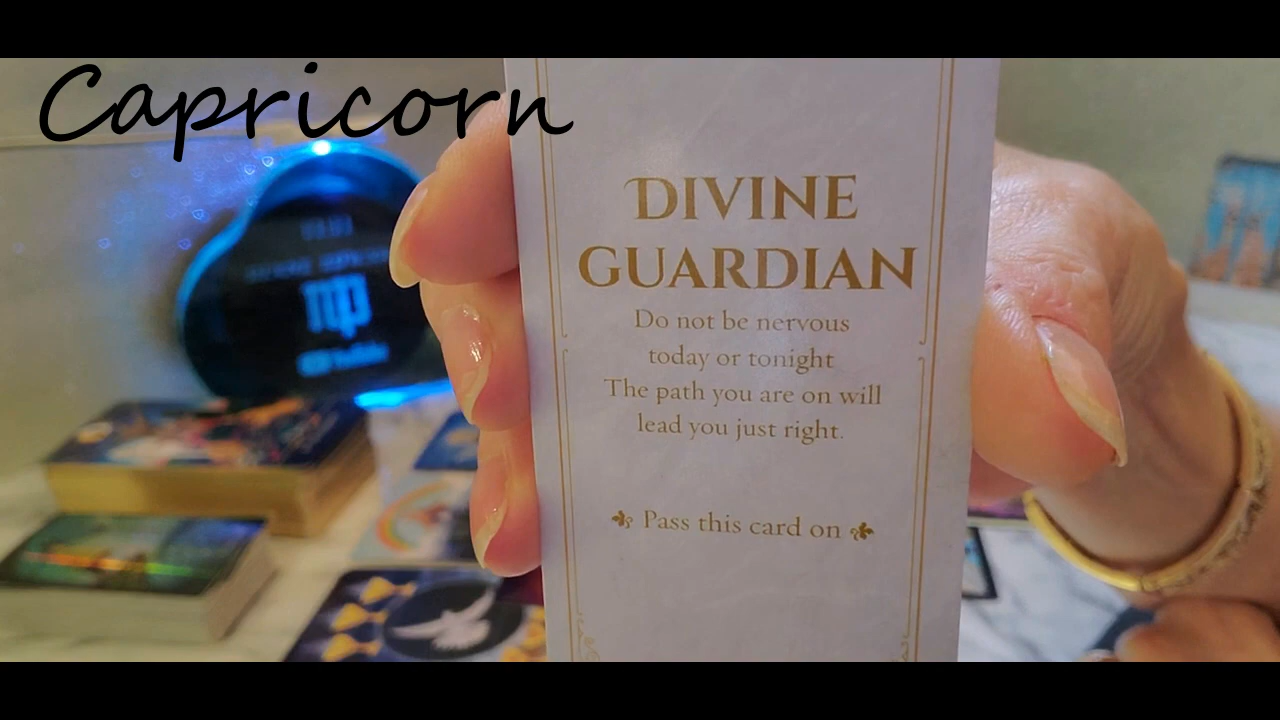 Capricorn
DIVINE
GUARDIAN
Do not be nervous
today or tonight
The path you are on will
lead you just right.
Pass this card on